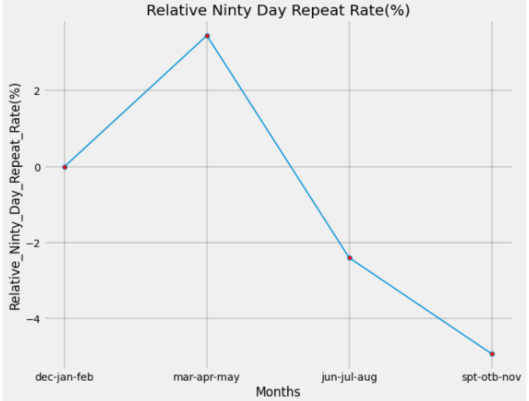 Relative Ninty Day Repeat Rate(%)
Relative_Ninty_Day_Repeat_Rate(%)
2
0
−2
−4
dec-jan-feb
mar-apr-may
jun-jul-aug
spt-otb-nov
Months